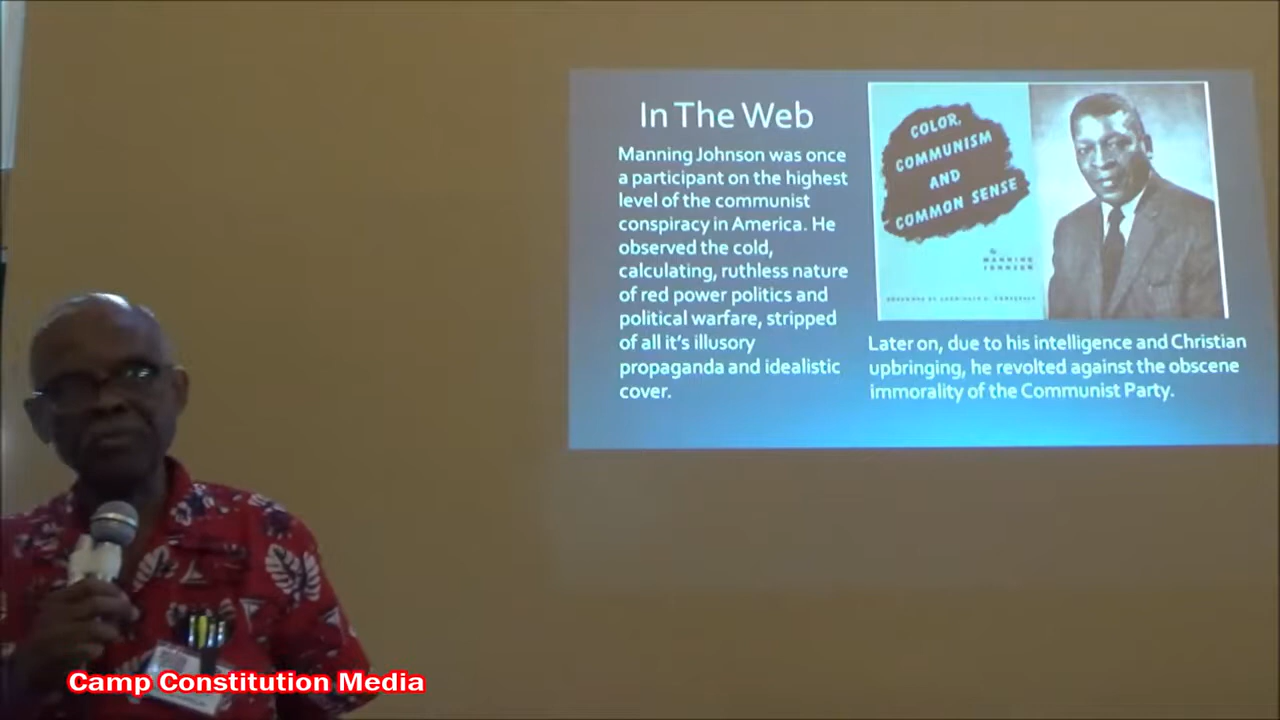 In The Web
Manning Johnson was once
a participant on the highest
level of the communist
conspiracy in America. He
observed the cold,
calculating, ruthless nature
of red power politics and
political warfare, stripped
of all it's illusory
propaganda and idealistic
cover.
COLOR,
COMMUNISM
AND
COMMON SENSE
by
MANNING
JOHNSON
Later on, due to his intelligence and Christian
upbringing, he revolted against the obscene
immorality of the Communist Party.
Camp Constitution Media